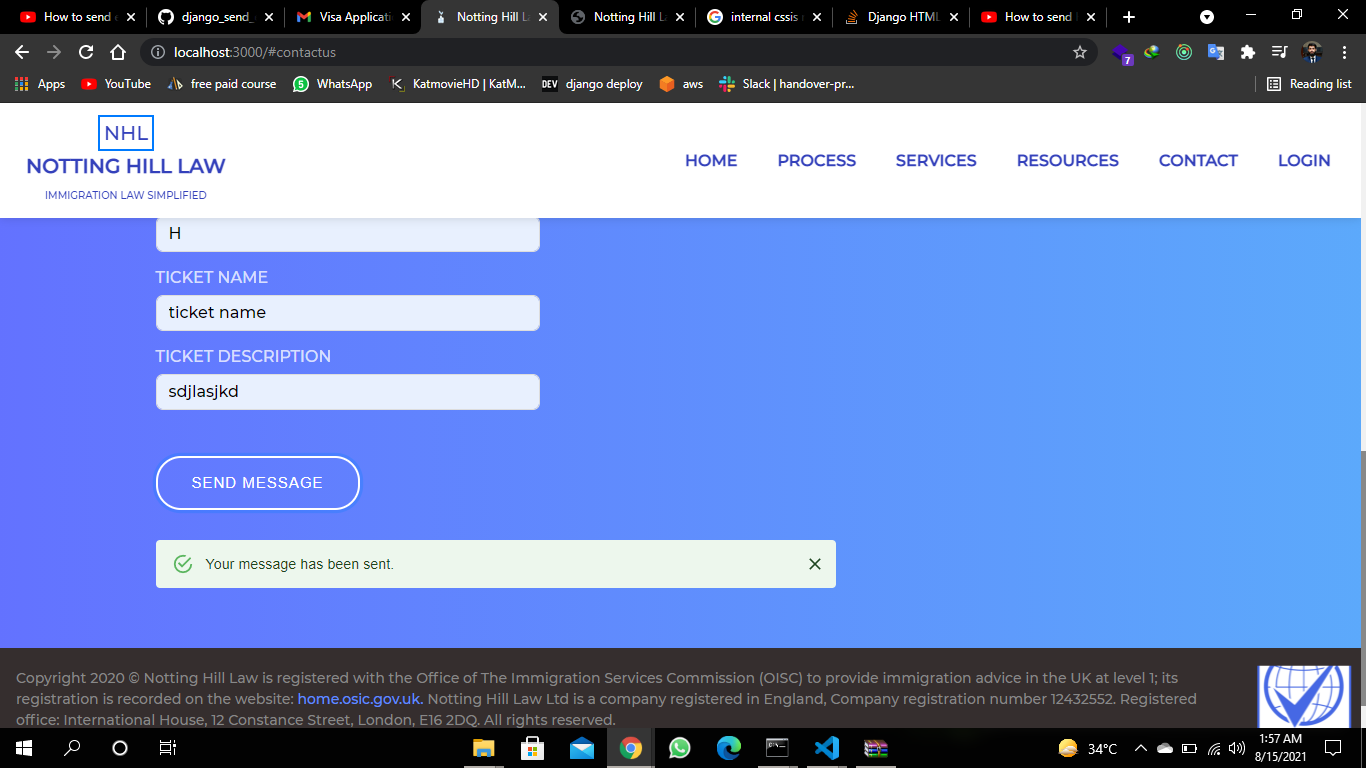 How to send e
django_send_
Visa Applicati
Notting Hill La
Notting Hill La
internal cssis n
Django HTML
How to send
localhost:3000/#contactus
7
Apps
YouTube
free paid course
5
WhatsApp
KatmovieHD | KatM...
DEV
django deploy
aws
Slack | handover-pr...
Reading list
NHL
NOTTING HILL LAW
IMMIGRATION LAW SIMPLIFIED
HOME
PROCESS
SERVICES
RESOURCES
CONTACT
LOGIN
H
TICKET NAME
ticket name
TICKET DESCRIPTION
sdjlasjkd
SEND MESSAGE
Your message has been sent.
Copyright 2020 © Notting Hill Law is registered with the Office of The Immigration Services Commission (OISC) to provide immigration advice in the UK at level 1; its
registration is recorded on the website: home.osic.gov.uk. Notting Hill Law Ltd is a company registered in England, Company registration number 12432552. Registered
office: International House, 12 Constance Street, London, E16 2DQ. All rights reserved.
34°C
1:57 AM
8/15/2021